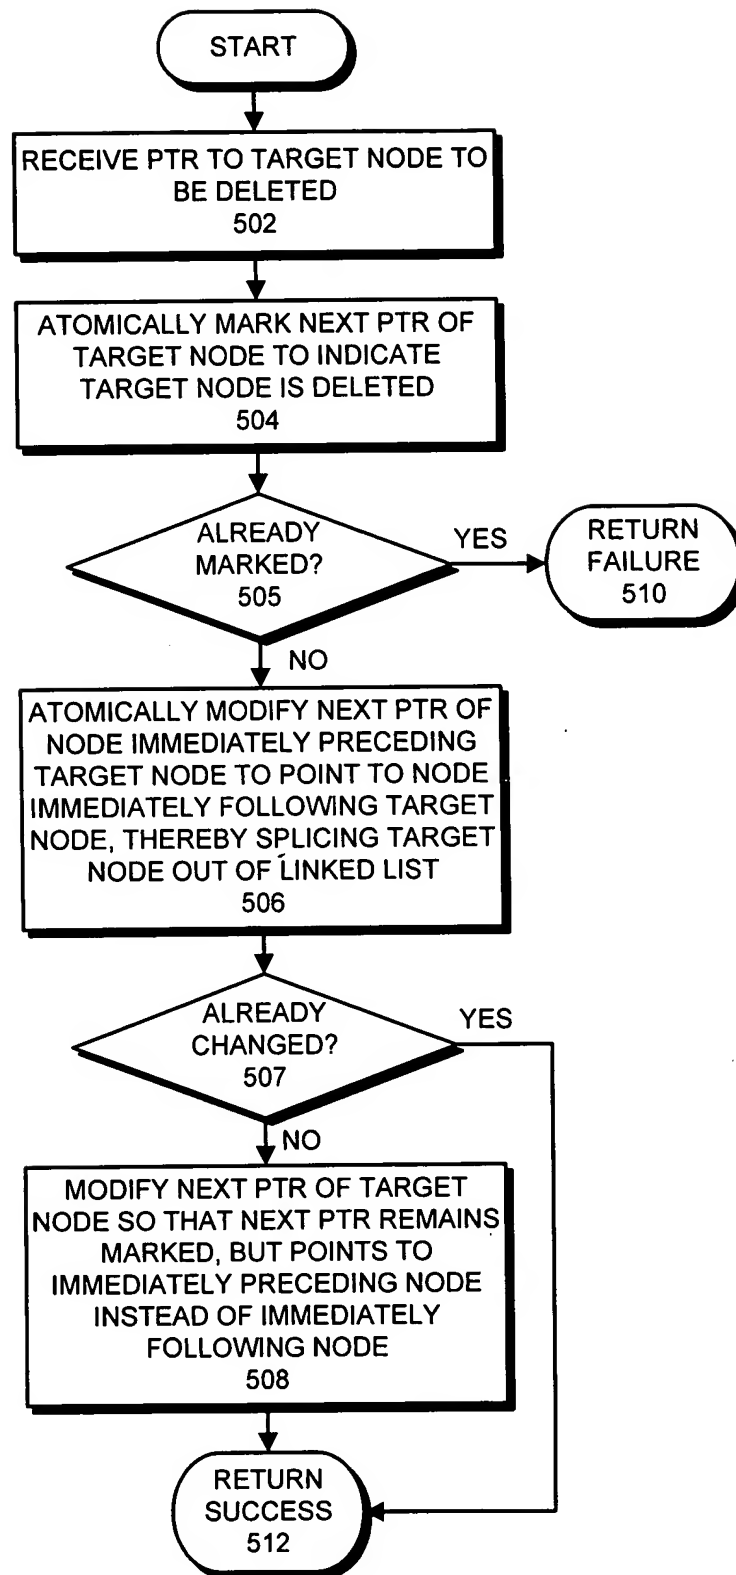 START
RECEIVE PTR TO TARGET NODE TO
BE DELETED
502
ATOMICALLY MARK NEXT PTR OF
TARGET NODE TO INDICATE
TARGET NODE IS DELETED
504
ALREADY
MARKED?
505
YES
RETURN
FAILURE
510
NO
ATOMICALLY MODIFY NEXT PTR OF
NODE IMMEDIATELY PRECEDING
TARGET NODE TO POINT TO NODE
IMMEDIATELY FOLLOWING TARGET
NODE, THEREBY SPLICING TARGET
NODE OUT OF LINKED LIST
506
ALREADY
CHANGED?
507
YES
NO
MODIFY NEXT PTR OF TARGET
NODE SO THAT NEXT PTR REMAINS
MARKED, BUT POINTS TO
IMMEDIATELY PRECEDING NODE
INSTEAD OF IMMEDIATELY
FOLLOWING NODE
508
RETURN
SUCCESS
512